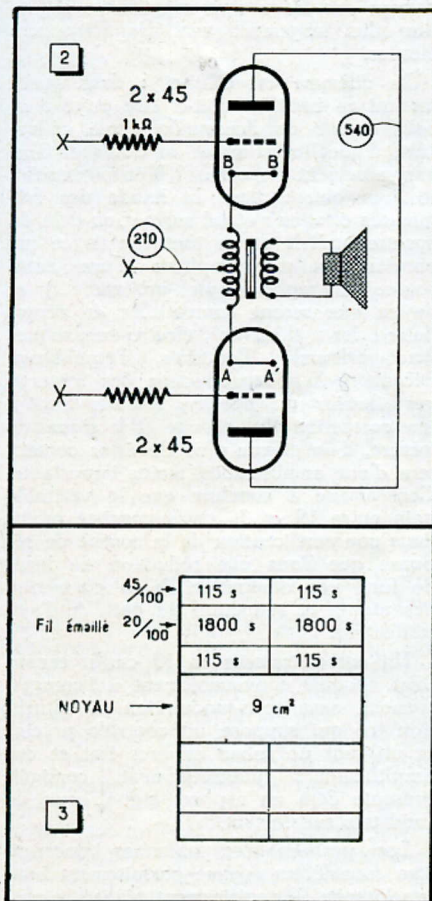 2
2 x 45
1kΩ
540
B B'
210
A A'
2 x 45
45/100 115 s 115 s
Fil émaillé 20/100 1800 s 1800 s
115 s 115 s
NOYAU 9 cm²
3